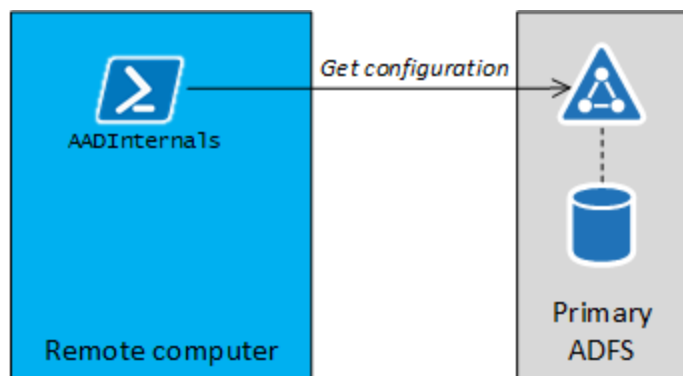 Get configuration
AADInternals
Remote computer
Primary
ADFS